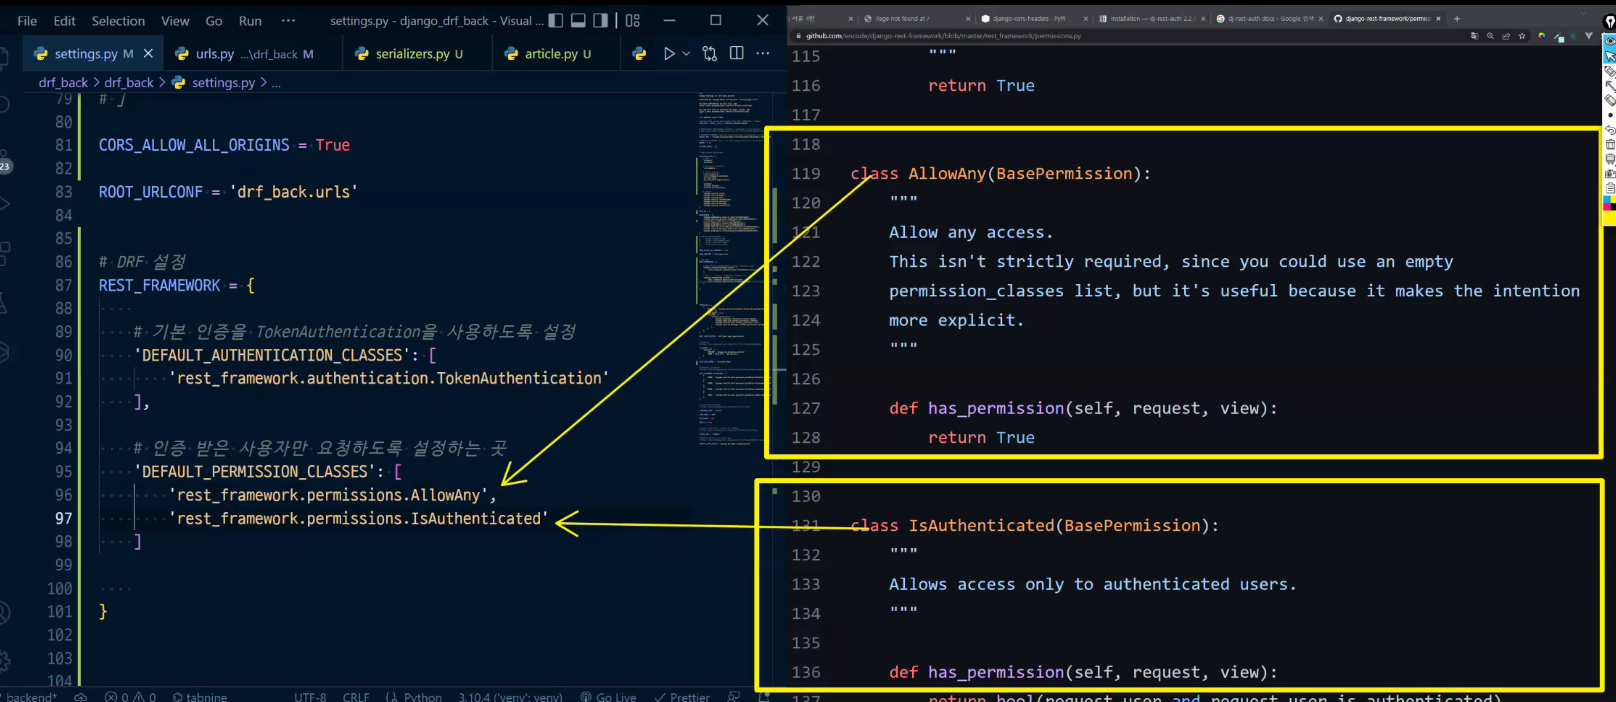 File Edit Selection View Go Run ··· settings.py - django_drf_back - Visual ...
settings.py M × urls.py ...\drf_back M serializers.py U article.py U
drf_back > drf_back > settings.py > ...
79 # ]
80
81 CORS_ALLOW_ALL_ORIGINS = True
82
83 ROOT_URLCONF = 'drf_back.urls'
84
85
86 # DRF 설정
87 REST_FRAMEWORK = {
88
89 # 기본 인증을 TokenAuthentication을 사용하도록 설정
90 'DEFAULT_AUTHENTICATION_CLASSES': [
91 'rest_framework.authentication.TokenAuthentication'
92 ],
93
94 # 인증 받은 사용자만 요청하도록 설정하는 곳
95 'DEFAULT_PERMISSION_CLASSES': [
96 'rest_framework.permissions.AllowAny',
97 'rest_framework.permissions.IsAuthenticated'
98 ]
99
100
101 }
102
103
104
23
backend* 0 0 tabnine UTF-8 CRLF Python 3.10.4 ('venv': venv) Go Live Prettier
Page not found at / django-cors-headers · PyPI Installation — dj-rest-auth 2.2. dj-rest-auth docs - Google 검색 django-rest-framework/permis
github.com/encode/django-rest-framework/blob/master/rest_framework/permissions.py
115 """
116 return True
117
118
119 class AllowAny(BasePermission):
120 """
121 Allow any access.
122 This isn't strictly required, since you could use an empty
123 permission_classes list, but it's useful because it makes the intention
124 more explicit.
125 """
126
127 def has_permission(self, request, view):
128 return True
129
130
131 class IsAuthenticated(BasePermission):
132 """
133 Allows access only to authenticated users.
134 """
135
136 def has_permission(self, request, view):
137 return bool(request.user and request.user.is_authenticated)